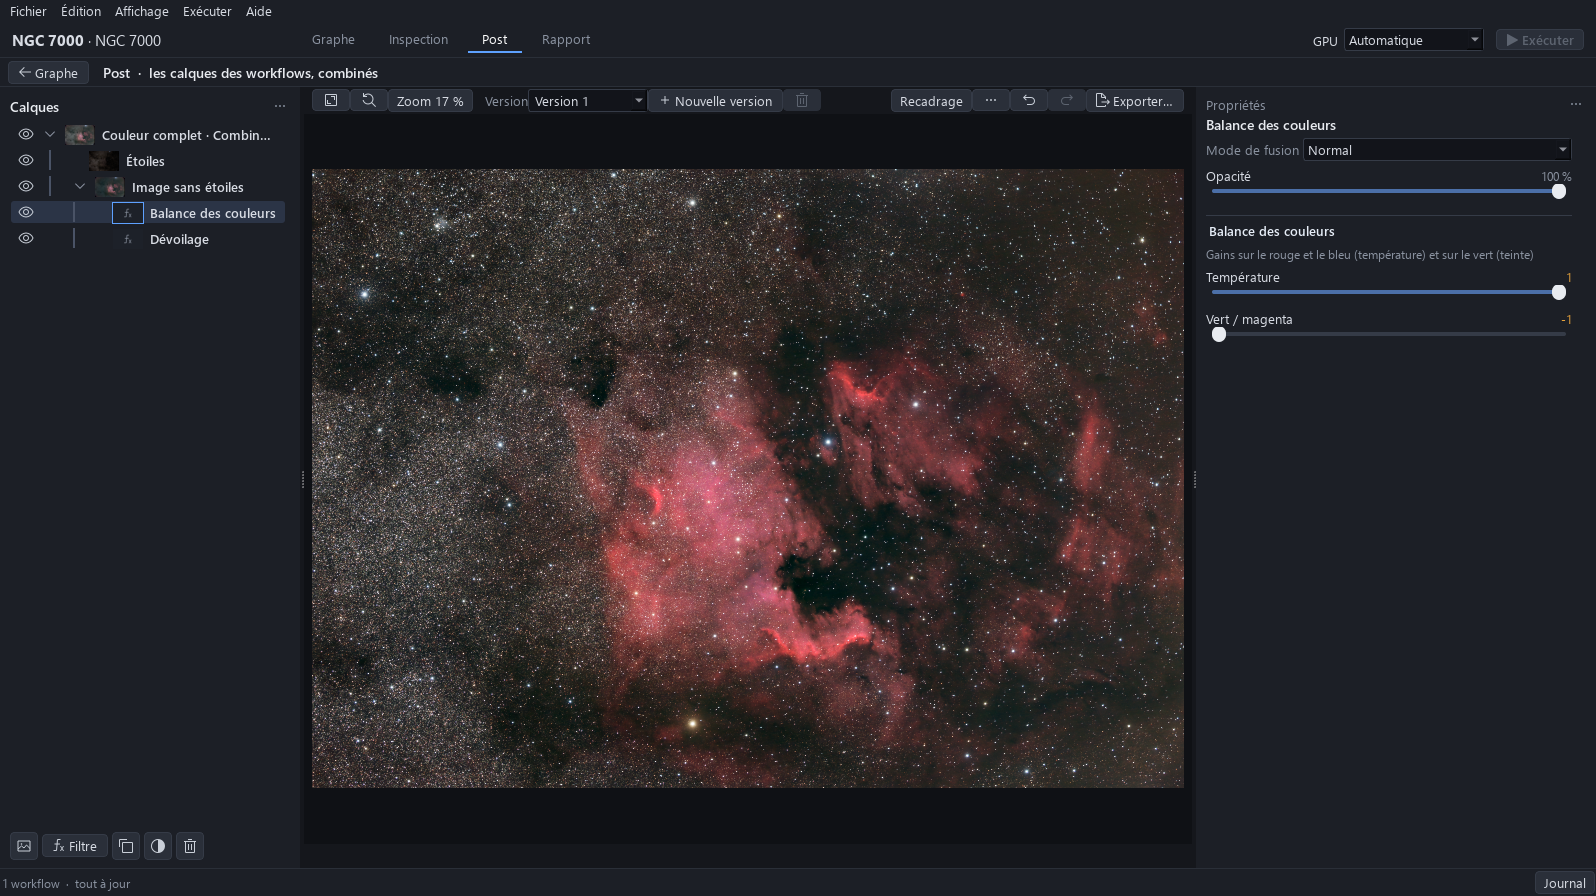 Fichier Édition Affichage Exécuter Aide
NGC 7000 · NGC 7000
Graphe Inspection Post Rapport
GPU Automatique Exécuter
Graphe Post · les calques des workflows, combinés
Calques
Couleur complet · Combin...
Étoiles
Image sans étoiles
fx Balance des couleurs
fx Dévoilage
fx Filtre
Zoom 17 % Version Version 1 + Nouvelle version
Recadrage ... Exporter...
Propriétés
Balance des couleurs
Mode de fusion Normal
Opacité 100 %
Balance des couleurs
Gains sur le rouge et le bleu (température) et sur le vert (teinte)
Température 1
Vert / magenta -1
1 workflow · tout à jour
Journal